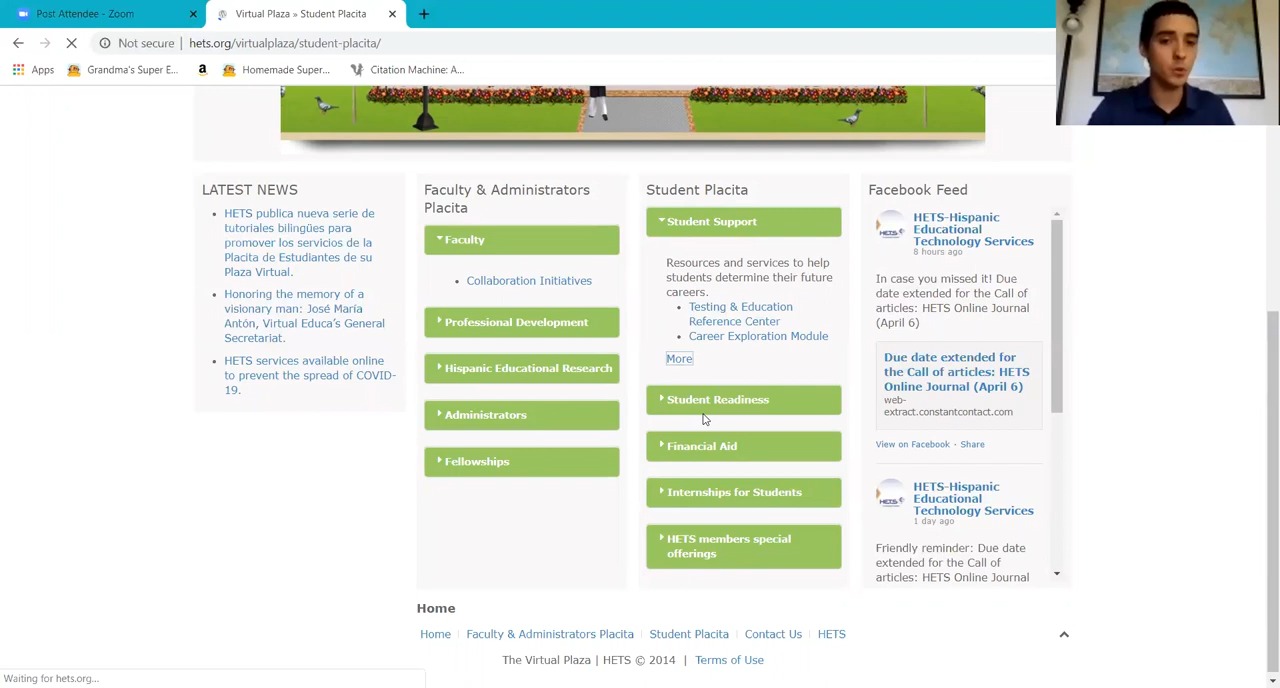 Post Attendee - Zoom
Virtual Plaza » Student Placita
Not secure
hets.org/virtualplaza/student-placita/
Apps
Grandma's Super E...
Homemade Super...
Citation Machine: A...
LATEST NEWS
HETS publica nueva serie de
tutoriales bilingües para
promover los servicios de la
Placita de Estudiantes de su
Plaza Virtual.
Honoring the memory of a
visionary man: José María
Antón, Virtual Educa's General
Secretariat.
HETS services available online
to prevent the spread of COVID-
19.
Faculty & Administrators
Placita
Faculty
Collaboration Initiatives
Professional Development
Hispanic Educational Research
Administrators
Fellowships
Student Placita
Student Support
Resources and services to help
students determine their future
careers.
Testing & Education
Reference Center
Career Exploration Module
More
Student Readiness
Financial Aid
Internships for Students
HETS members special
offerings
Facebook Feed
HETS
HETS-Hispanic
Educational
Technology Services
8 hours ago
In case you missed it! Due
date extended for the Call of
articles: HETS Online Journal
(April 6)
Due date extended for
the Call of articles: HETS
Online Journal (April 6)
web-
extract.constantcontact.com
View on Facebook · Share
HETS
HETS-Hispanic
Educational
Technology Services
1 day ago
Friendly reminder: Due date
extended for the Call of
articles: HETS Online Journal
Home
Home
Faculty & Administrators Placita
Student Placita
Contact Us
HETS
The Virtual Plaza | HETS © 2014 | Terms of Use
Waiting for hets.org...